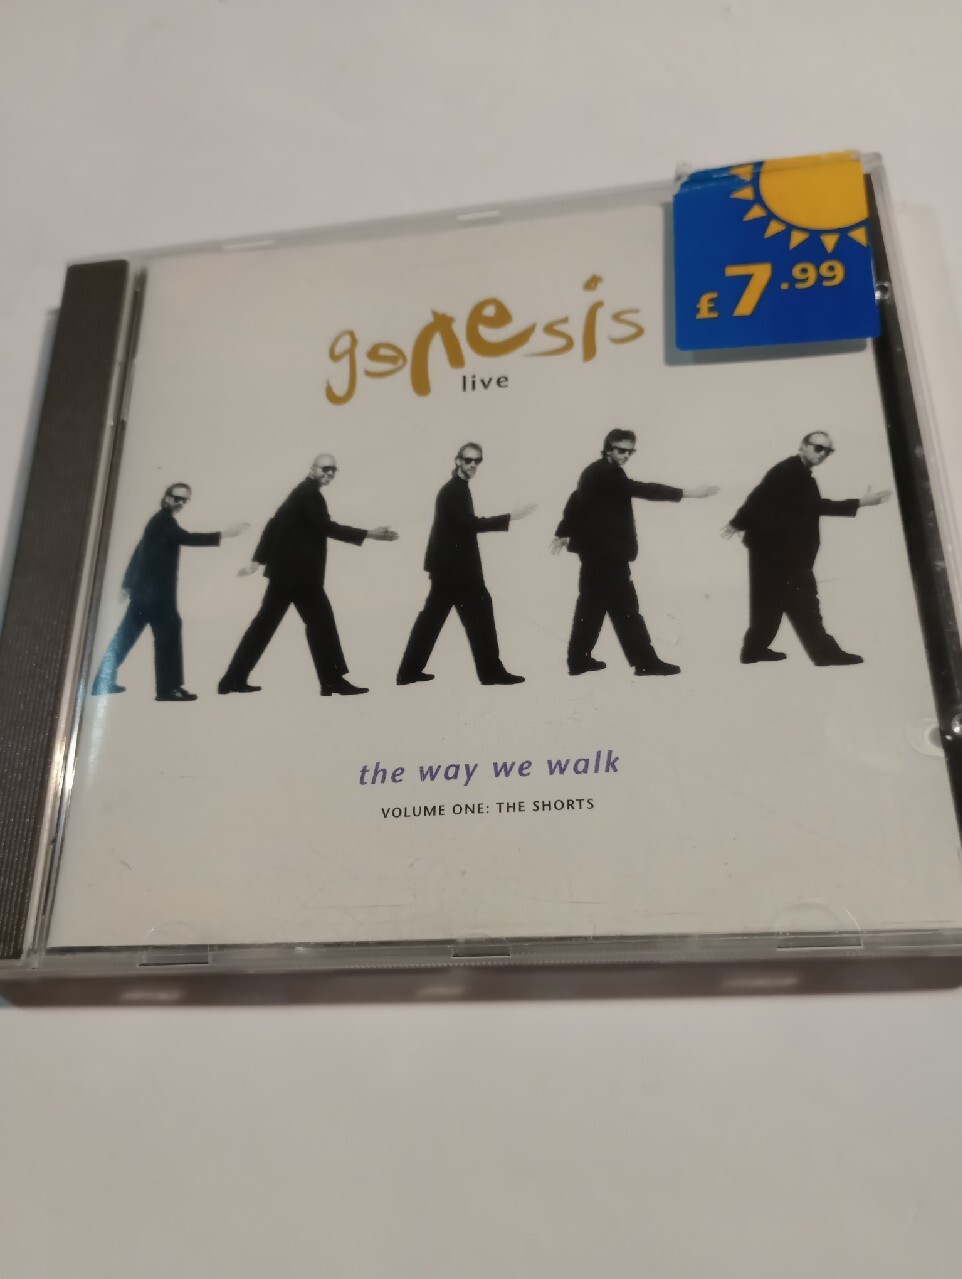 £7.99
genesis
live
the way we walk
VOLUME ONE: THE SHORTS